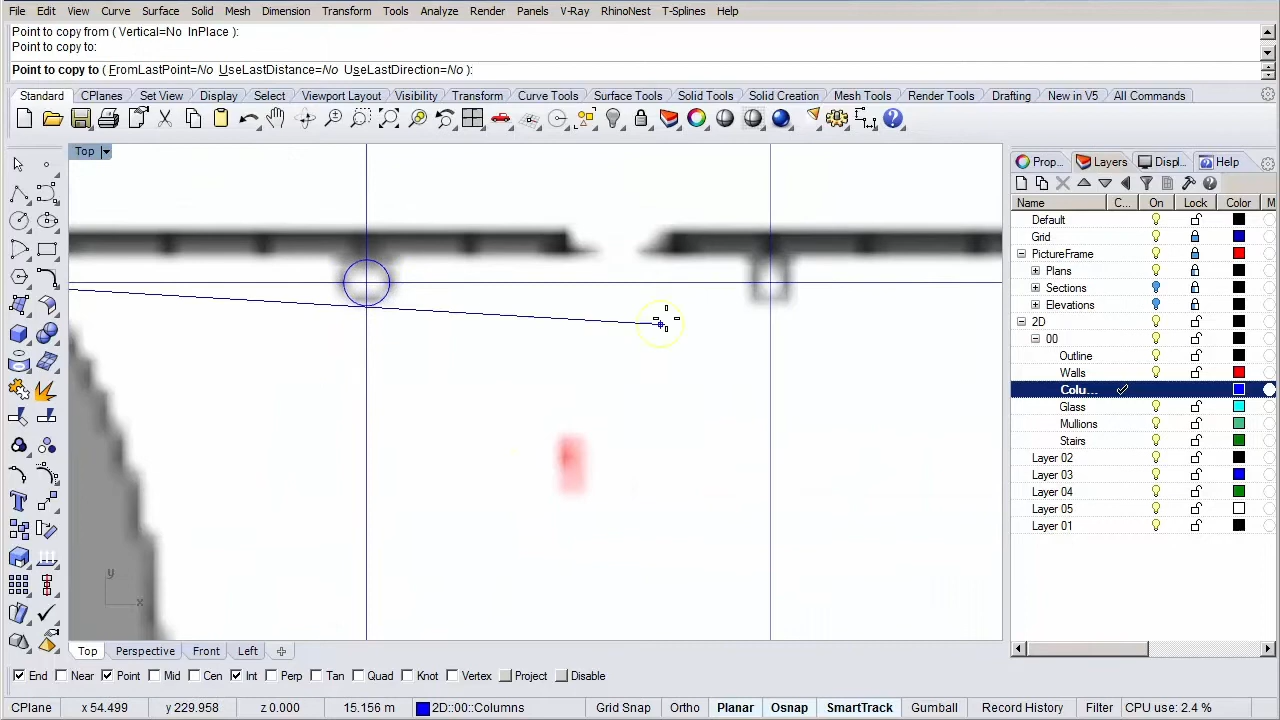 File Edit View Curve Surface Solid Mesh Dimension Transform Tools Analyze Render Panels V-Ray RhinoNest T-Splines Help
Point to copy from ( Vertical=No InPlace ):
Point to copy to:
Point to copy to ( FromLastPoint=No UseLastDistance=No UseLastDirection=No ):
Standard CPlanes Set View Display Select Viewport Layout Visibility Transform Curve Tools Surface Tools Solid Tools Solid Creation Mesh Tools Render Tools Drafting New in V5 All Commands
Top
Prop... Layers Displ... Help
Name C... On Lock Color M
Default
Grid
PictureFrame
Plans
Sections
Elevations
2D
00
Outline
Walls
Colu...
Glass
Mullions
Stairs
Layer 02
Layer 03
Layer 04
Layer 05
Layer 01
y
x
Top Perspective Front Left
End Near Point Mid Cen Int Perp Tan Quad Knot Vertex Project Disable
CPlane x 54.499 y 229.958 z 0.000 15.156 m 2D::00::Columns Grid Snap Ortho Planar Osnap SmartTrack Gumball Record History Filter CPU use: 2.4 %